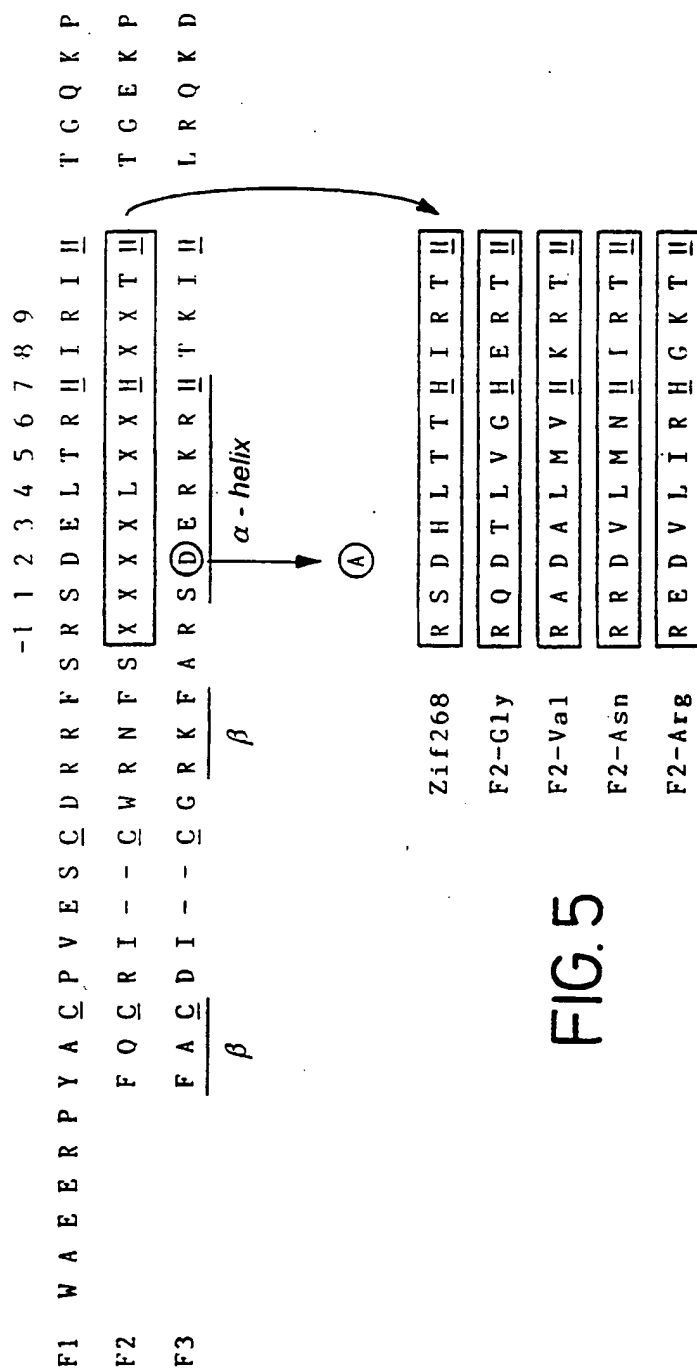 -1 1 2 3 4 5 6 7 8 9
F1 W A E E R P Y A C P V E S C D R R F S R S D E L T R H I R I H T G Q K P
F2 F Q C R I - - C W R N F S X X X X L X X H X X T H T G E K P
F3 F A C D I - - C G R K F A R S D E R K R H T K I H L R Q K D
β β α-helix
A
Zif268 R S D H L T T H I R T H
F2-Gly R Q D T L V G H E R T H
F2-Val R A D A L M V H K R T H
F2-Asn R R D V L M N H I R T H
F2-Arg R E D V L I R H G K T H
FIG. 5